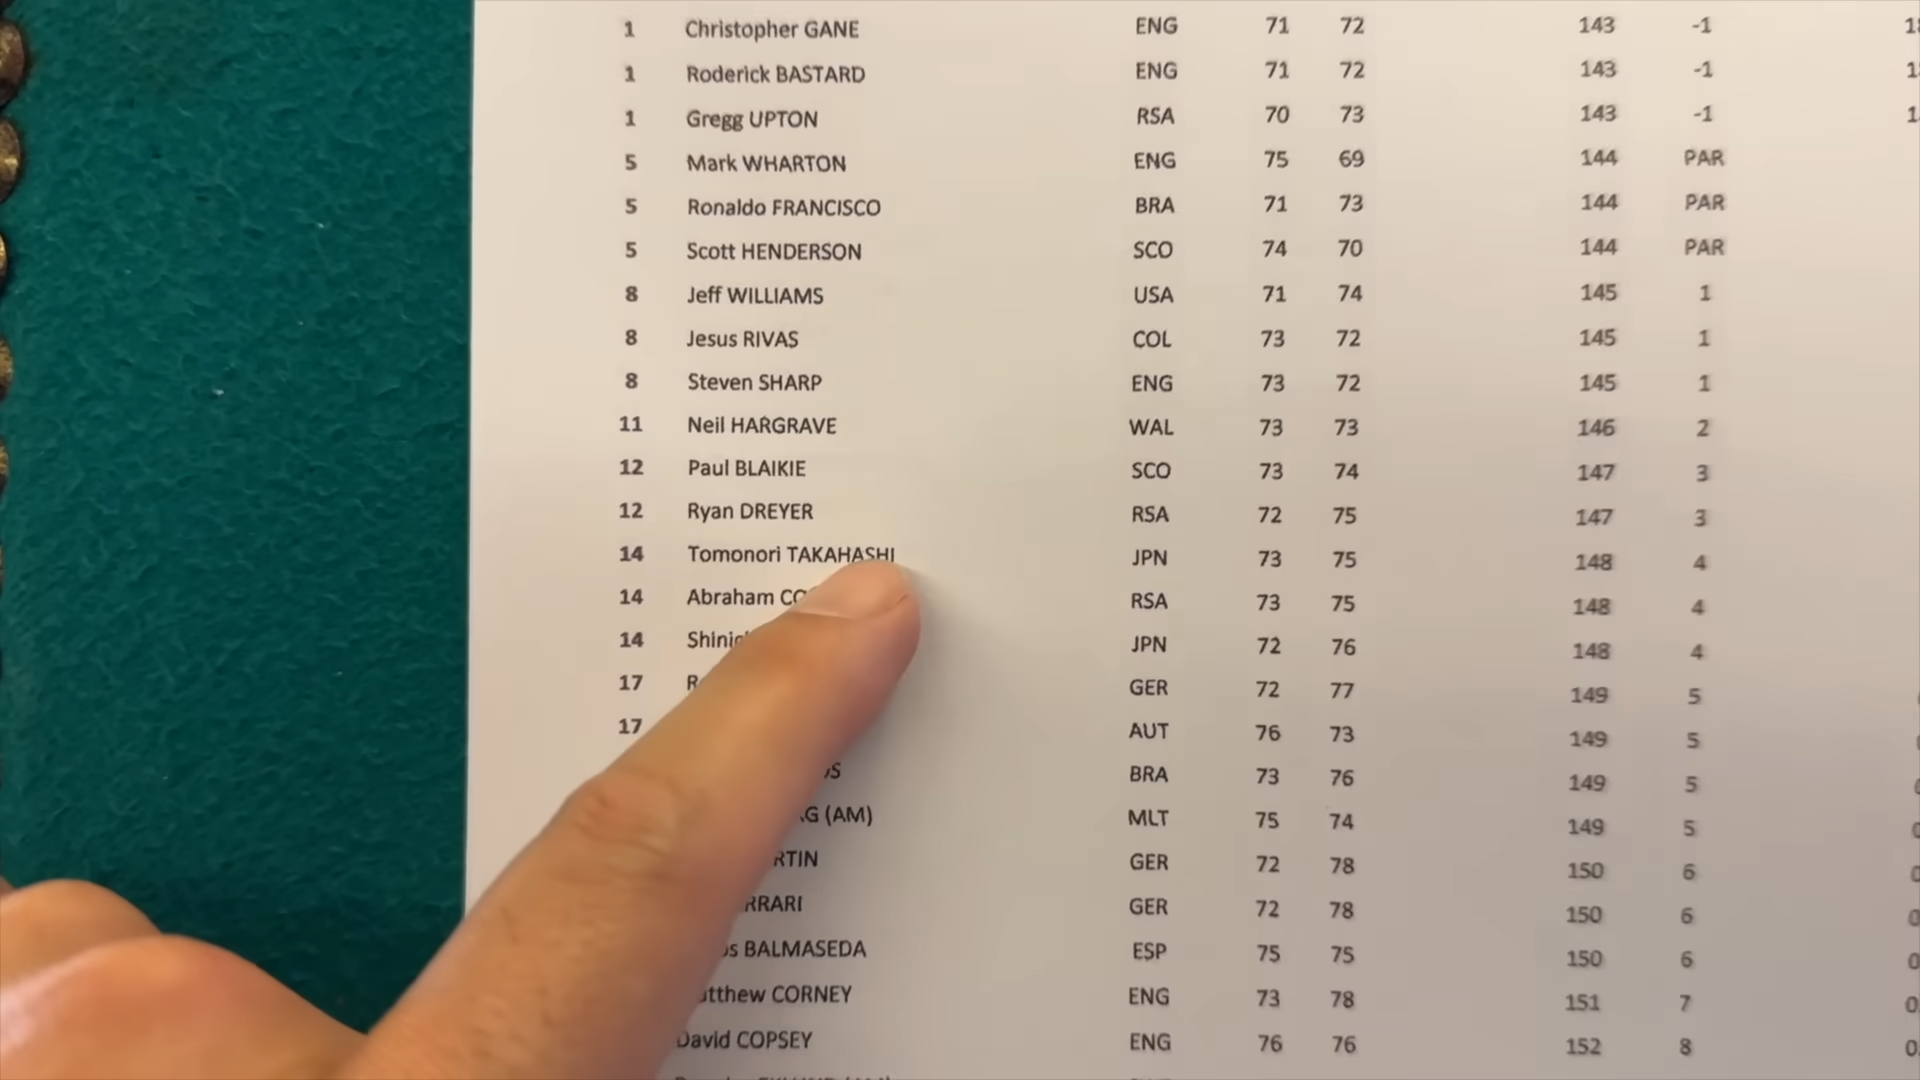 1 Christopher GANE ENG 71 72 143 -1
1 Roderick BASTARD ENG 71 72 143 -1
1 Gregg UPTON RSA 70 73 143 -1
5 Mark WHARTON ENG 75 69 144 PAR
5 Ronaldo FRANCISCO BRA 71 73 144 PAR
5 Scott HENDERSON SCO 74 70 144 PAR
8 Jeff WILLIAMS USA 71 74 145 1
8 Jesus RIVAS COL 73 72 145 1
8 Steven SHARP ENG 73 72 145 1
11 Neil HARGRAVE WAL 73 73 146 2
12 Paul BLAIKIE SCO 73 74 147 3
12 Ryan DREYER RSA 72 75 147 3
14 Tomonori TAKAHASHI JPN 73 75 148 4
14 Abraham RSA 73 75 148 4
14 JPN 72 76 148 4
17 GER 72 77 149 5
17 AUT 76 73 149 5
BRA 73 76 149 5
(AM) MLT 75 74 149 5
GER 72 78 150 6
GER 72 78 150 6
BALMASEDA ESP 75 75 150 6
CORNEY ENG 73 78 151 7
David COPSEY ENG 76 76 152 8